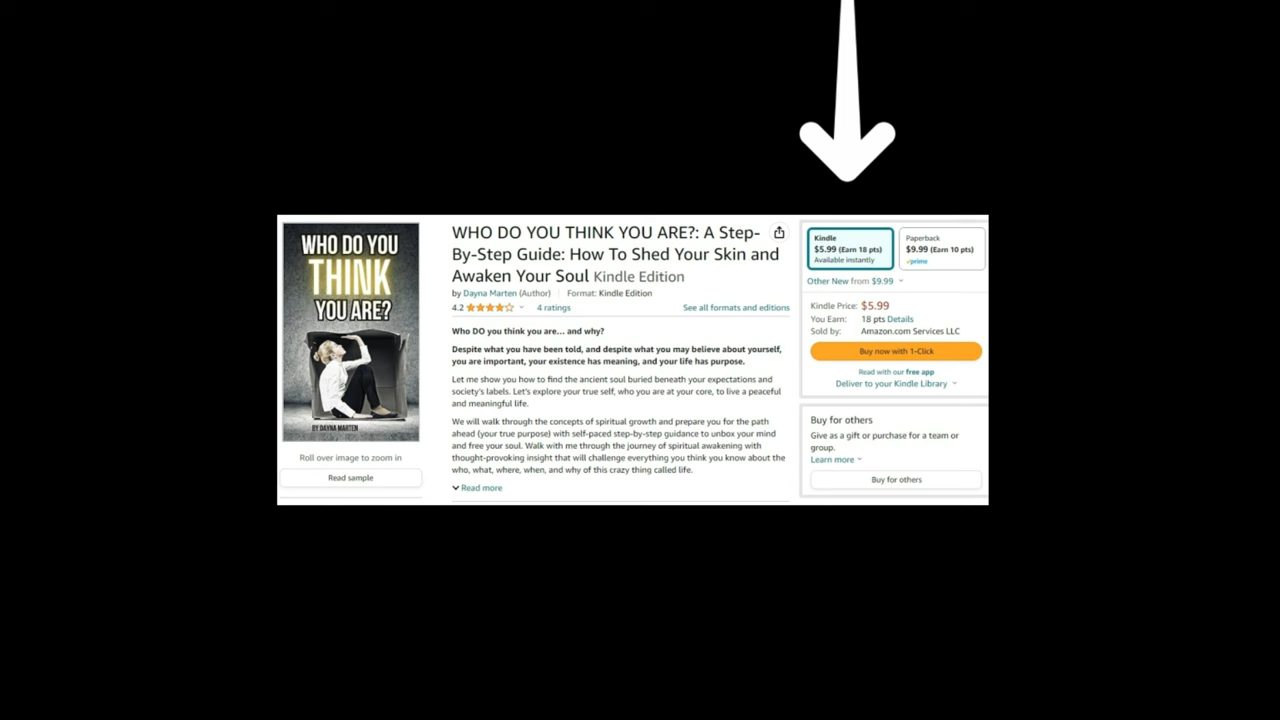 WHO DO YOU
THINK
YOU ARE?
BY DAYNA MARTEN
Roll over image to zoom in
Read sample
WHO DO YOU THINK YOU ARE?: A Step-
By-Step Guide: How To Shed Your Skin and
Awaken Your Soul Kindle Edition
by Dayna Marten (Author) Format: Kindle Edition
4.2 4 ratings See all formats and editions
Who DO you think you are... and why?
Despite what you have been told, and despite what you may believe about yourself,
you are important, your existence has meaning, and your life has purpose.
Let me show you how to find the ancient soul buried beneath your expectations and
society's labels. Let's explore your true self, who you are at your core, to live a peaceful
and meaningful life.
We will walk through the concepts of spiritual growth and prepare you for the path
ahead (your true purpose) with self-paced step-by-step guidance to unbox your mind
and free your soul. Walk with me through the journey of spiritual awakening with
thought-provoking insight that will challenge everything you think you know about the
who, what, where, when, and why of this crazy thing called life.
Read more
Kindle
$5.99 (Earn 18 pts)
Available instantly
Paperback
$9.99 (Earn 10 pts)
prime
Other New from $9.99
Kindle Price: $5.99
You Earn: 18 pts Details
Sold by: Amazon.com Services LLC
Buy now with 1-Click
Read with our free app
Deliver to your Kindle Library
Buy for others
Give as a gift or purchase for a team or
group.
Learn more
Buy for others